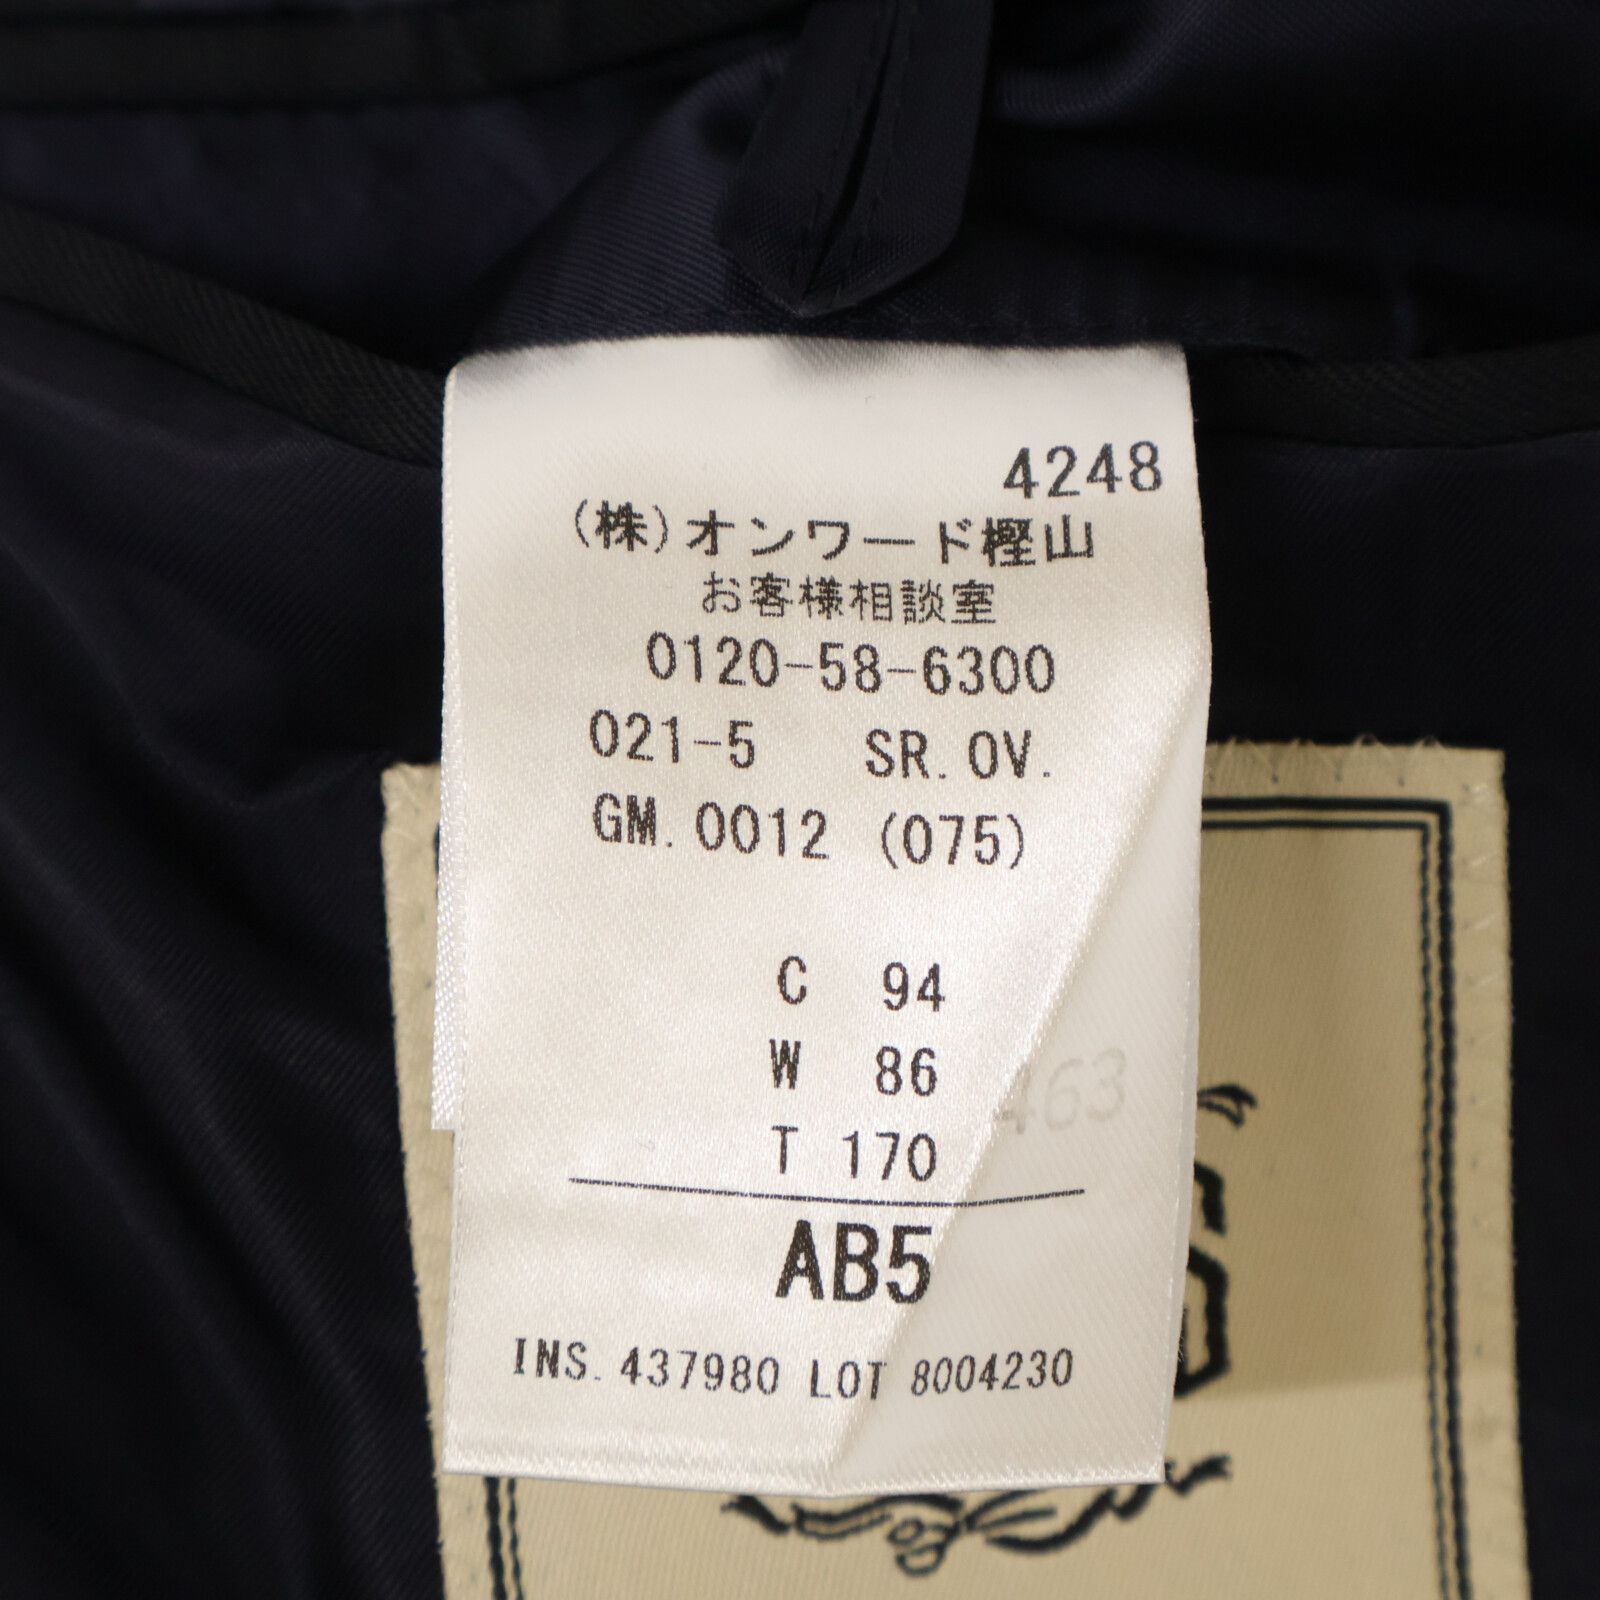 4248
(株)オンワード樫山
お客様相談室
0120-58-6300
021-5 SR.OV.
GM.0012 (075)
C 94
W 86
T 170
AB5
INS.437980 LOT 8004230